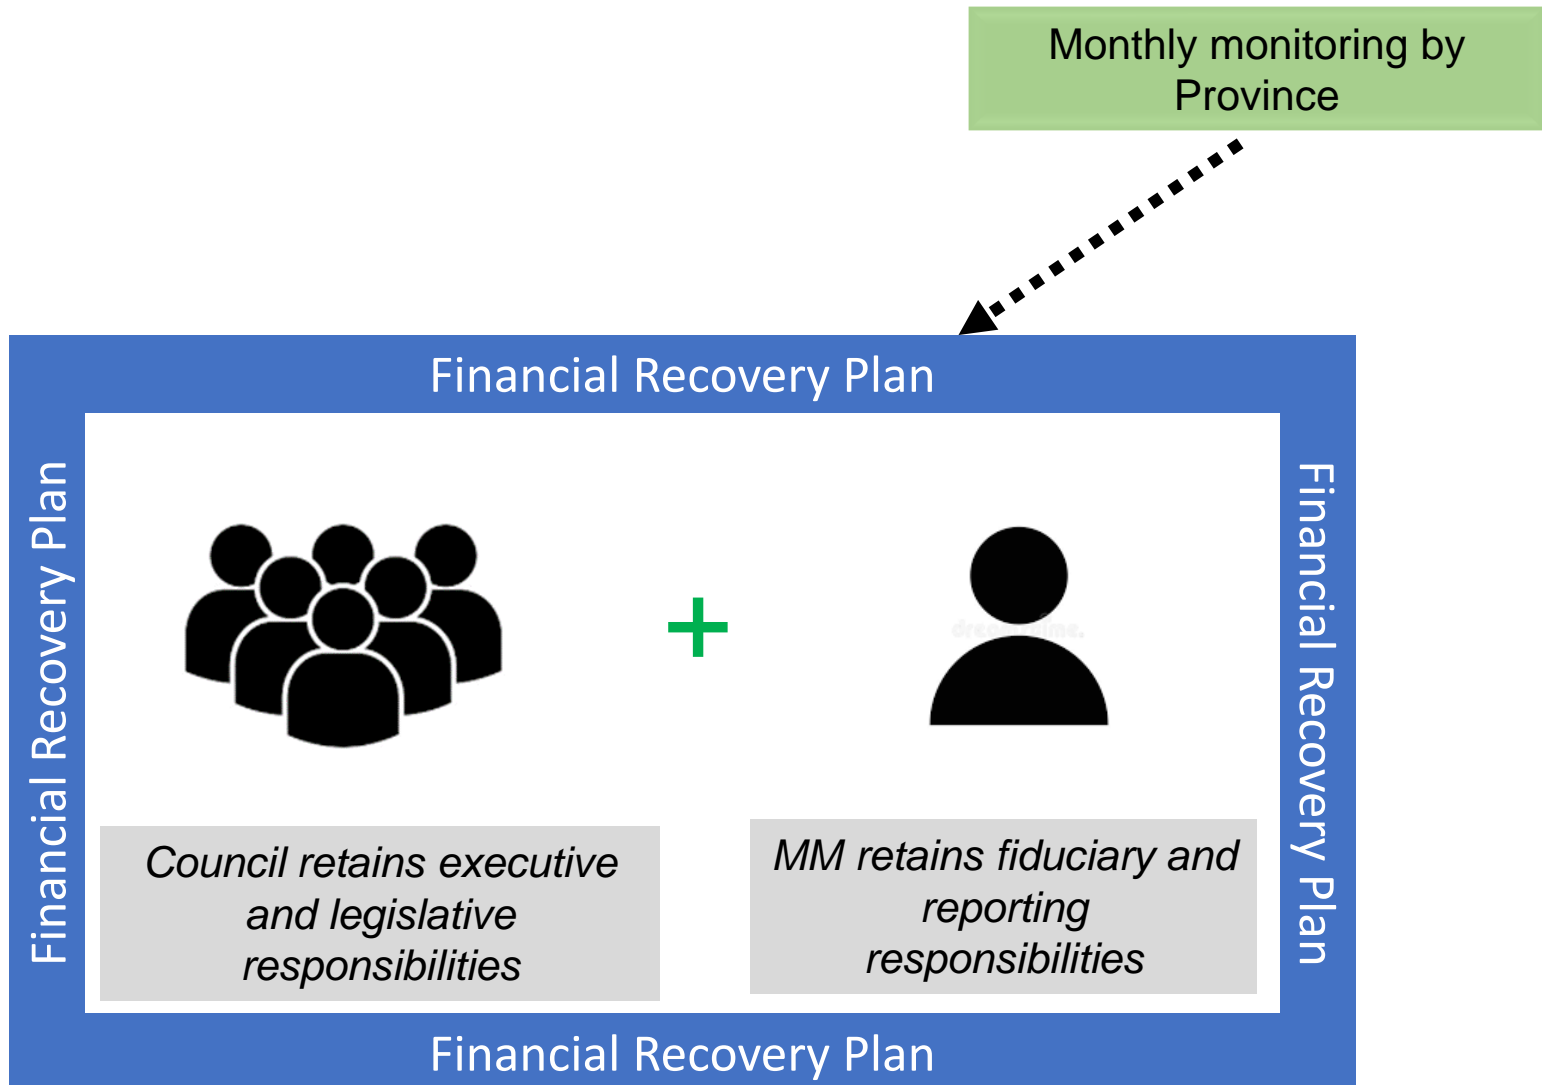 Monthly monitoring by
Province
Financial Recovery Plan
Financial Recovery Plan
Financial Recovery Plan
Council retains executive
and legislative
responsibilities
MM retains fiduciary and
reporting
responsibilities
Financial Recovery Plan